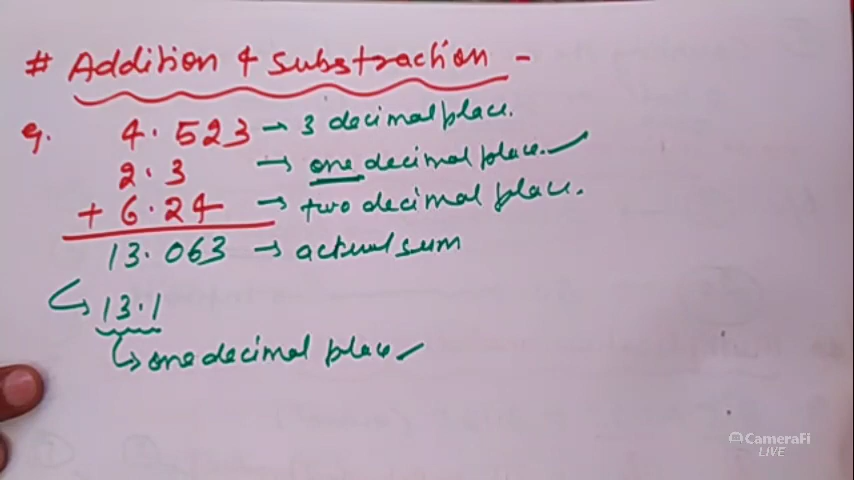 # Addition & substraction -
eg. 4.523 → 3 decimal place.
2.3 → one decimal place. ✓
+ 6.24 → two decimal place.
13.063 → actual sum
↪ 13.1
↪ one decimal place ✓
CameraFi
LIVE